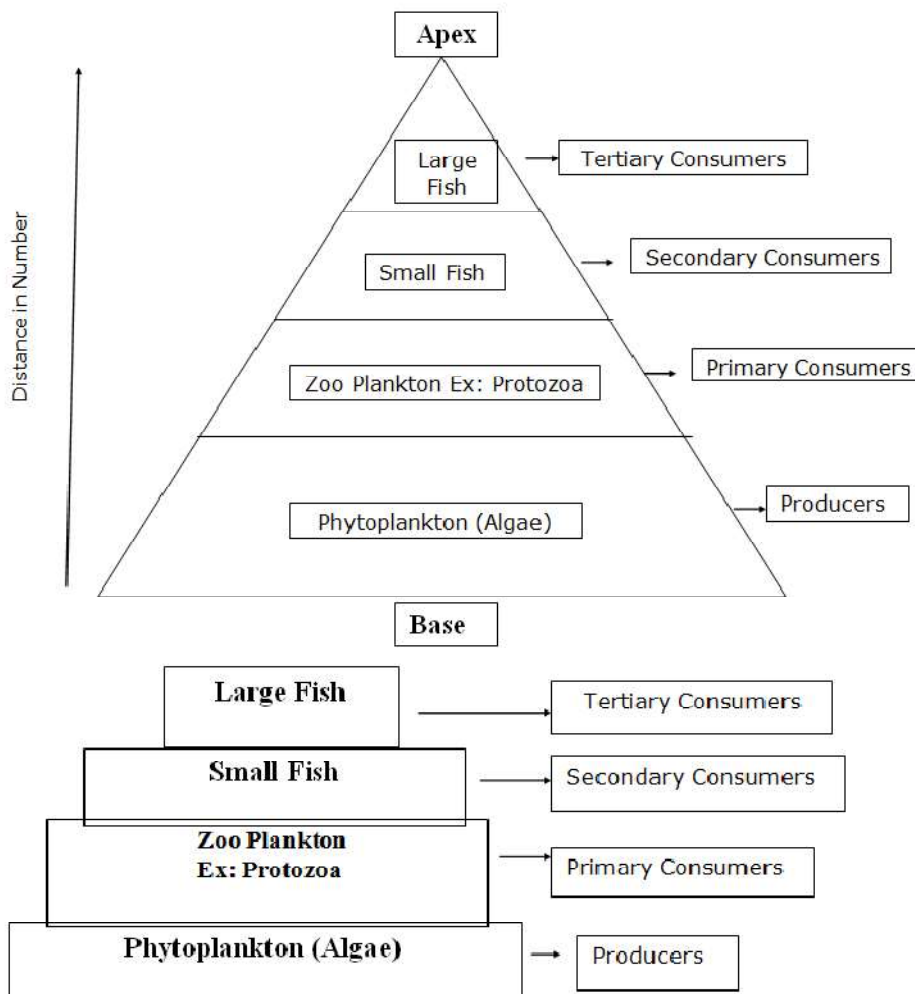 Apex
Large
Fish
Tertiary Consumers
Distance in Number
Small Fish
Secondary Consumers
Zoo Plankton Ex: Protozoa
Primary Consumers
Phytoplankton (Algae)
Producers
Base
Large Fish
Tertiary Consumers
Small Fish
Secondary Consumers
Zoo Plankton
Ex: Protozoa
Primary Consumers
Phytoplankton (Algae)
Producers